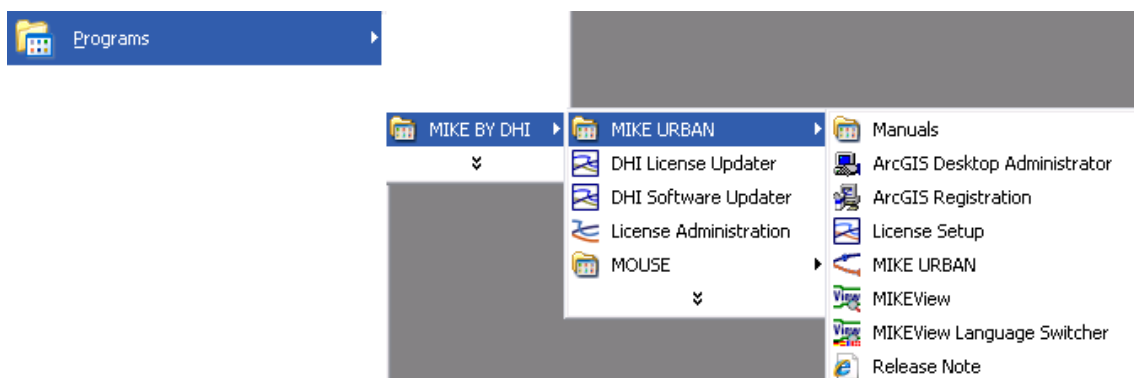 Programs
MIKE BY DHI
MIKE URBAN
DHI License Updater
DHI Software Updater
License Administration
MOUSE
Manuals
ArcGIS Desktop Administrator
ArcGIS Registration
License Setup
MIKE URBAN
MIKEView
MIKEView Language Switcher
Release Note